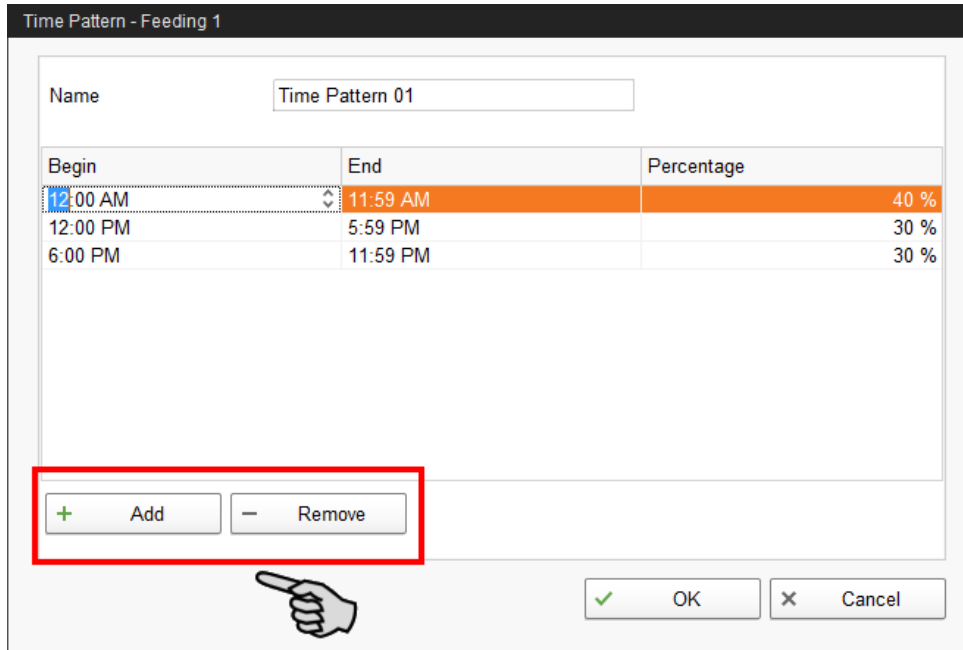 Time Pattern - Feeding 1
Name Time Pattern 01
Begin End Percentage
12:00 AM 11:59 AM 40 %
12:00 PM 5:59 PM 30 %
6:00 PM 11:59 PM 30 %
+ Add − Remove
OK Cancel